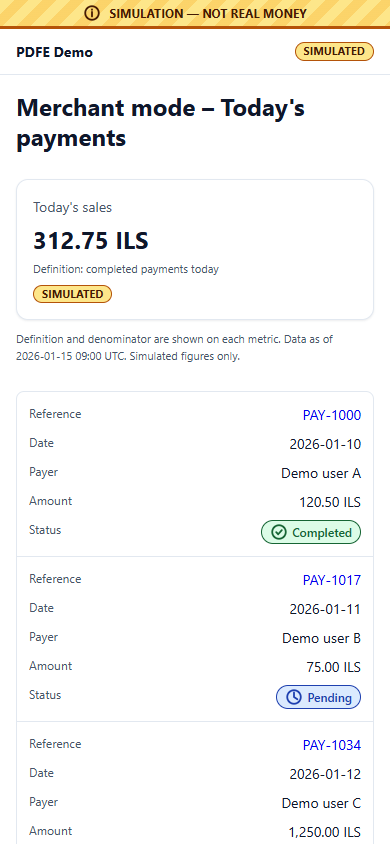 SIMULATION — NOT REAL MONEY
PDFE Demo SIMULATED
Merchant mode – Today's
payments
Today's sales
312.75 ILS
Definition: completed payments today
SIMULATED
Definition and denominator are shown on each metric. Data as of
2026-01-15 09:00 UTC. Simulated figures only.
Reference PAY-1000
Date 2026-01-10
Payer Demo user A
Amount 120.50 ILS
Status Completed
Reference PAY-1017
Date 2026-01-11
Payer Demo user B
Amount 75.00 ILS
Status Pending
Reference PAY-1034
Date 2026-01-12
Payer Demo user C
Amount 1,250.00 ILS